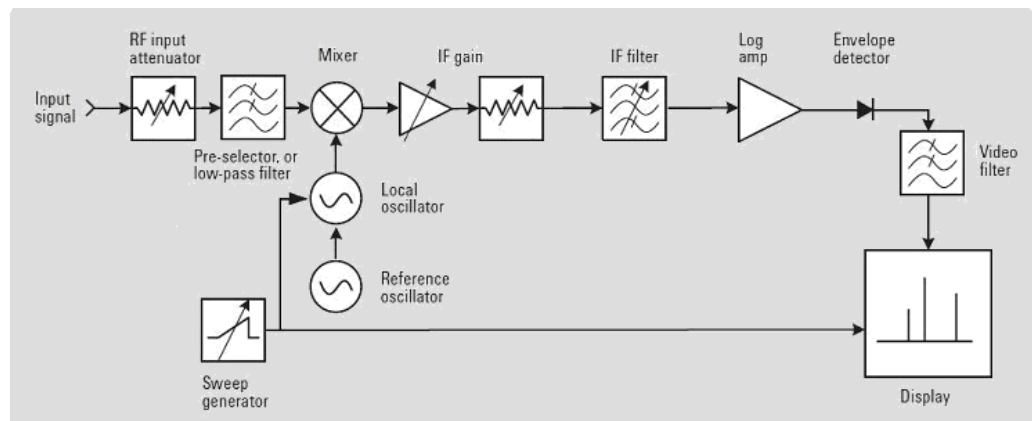 RF input
attenuator
Mixer
IF gain
IF filter
Log
amp
Envelope
detector
Input
signal
Pre-selector, or
low-pass filter
Video
filter
Local
oscillator
Reference
oscillator
Sweep
generator
Display